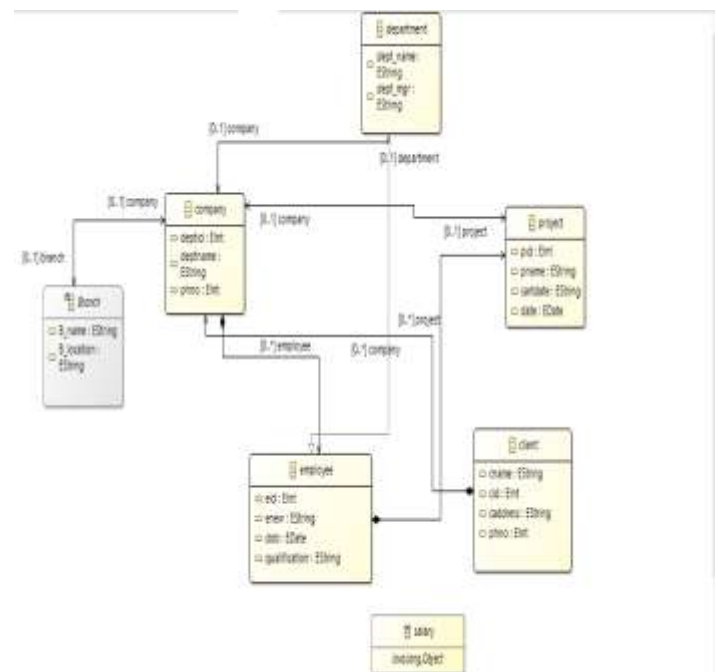 department
dept_name :
EString
dept_mgr :
EString
[0..1] company
[0..1] department
[0..1] company
company
deptid : EInt
deptname :
EString
phno : EInt
[0..1] company
project
pid : EInt
pname : EString
: EString
date : EDate
[0..1] project
[0..1] branch
Branch
B_name : EString
B_location :
EString
[0..*] project
[0..*] employee
[0..*] company
employee
eid : EInt
: EString
dob : EDate
qualification : EString
client
cname : EString
cid : EInt
caddress : EString
phno : EInt
salary
java.lang.Object